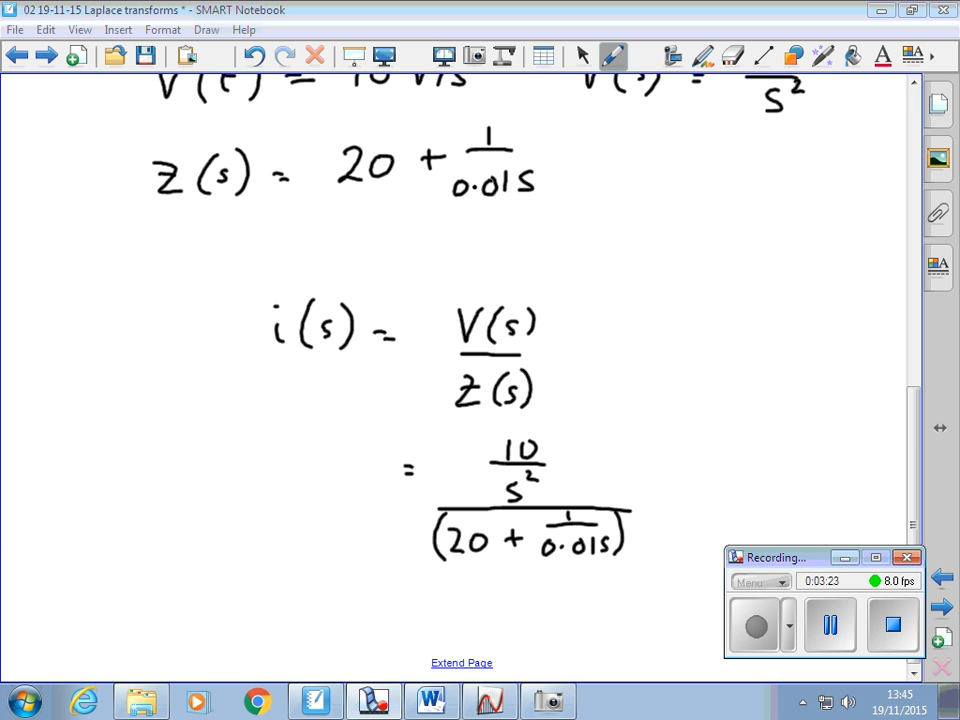 02 19-11-15 Laplace transforms * - SMART Notebook
File Edit View Insert Format Draw Help
V(t) = 10 V/s V(s) = /s²
Z(s) = 20 + 1/0.01s
i(s) = V(s)/Z(s)
= 10/s² / (20 + 1/0.01s)
Recording...
Menu 0:03:23 8.0 fps
Extend Page
13:45
19/11/2015